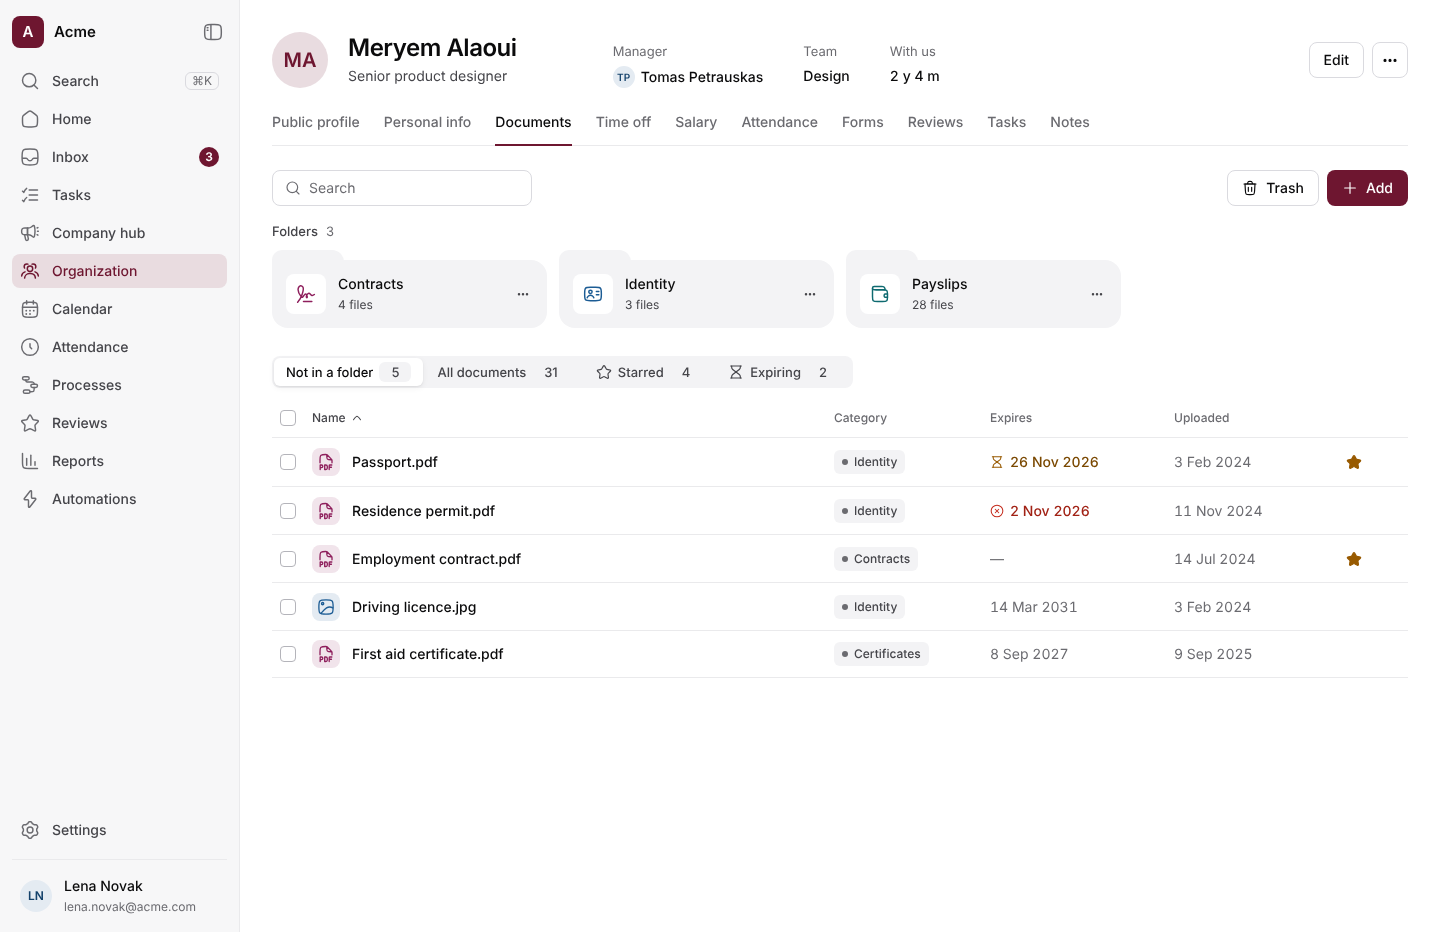 A Acme
Search ⌘K
Home
Inbox 3
Tasks
Company hub
Organization
Calendar
Attendance
Processes
Reviews
Reports
Automations
Settings
LN Lena Novak
lena.novak@acme.com
MA Meryem Alaoui
Senior product designer
Manager
TP Tomas Petrauskas
Team
Design
With us
2 y 4 m
Edit
Public profile Personal info Documents Time off Salary Attendance Forms Reviews Tasks Notes
Search
Trash
Add
Folders 3
Contracts
4 files
Identity
3 files
Payslips
28 files
Not in a folder 5 All documents 31 Starred 4 Expiring 2
Name Category Expires Uploaded
PDF Passport.pdf Identity 26 Nov 2026 3 Feb 2024
PDF Residence permit.pdf Identity 2 Nov 2026 11 Nov 2024
PDF Employment contract.pdf Contracts — 14 Jul 2024
Driving licence.jpg Identity 14 Mar 2031 3 Feb 2024
PDF First aid certificate.pdf Certificates 8 Sep 2027 9 Sep 2025